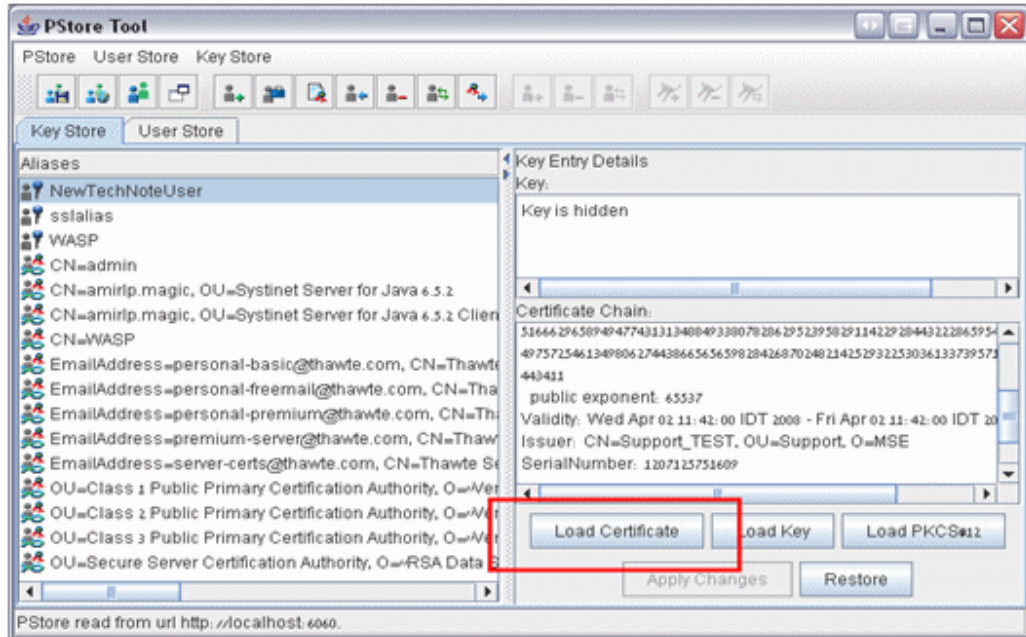 PStore Tool
PStore User Store Key Store
Key Store User Store
Aliases
NewTechNoteUser
sslalias
WASP
CN=admin
CN=amirlp.magic, OU=Systinet Server for Java 6.5.2
CN=amirlp.magic, OU=Systinet Server for Java 6.5.2 Clien
CN=WASP
EmailAddress=personal-basic@thawte.com, CN=Thawte
EmailAddress=personal-freemail@thawte.com, CN=Tha
EmailAddress=personal-premium@thawte.com, CN=Th
EmailAddress=premium-server@thawte.com, CN=Thaw
EmailAddress=server-certs@thawte.com, CN=Thawte Se
OU=Class 1 Public Primary Certification Authority, O=Ver
OU=Class 2 Public Primary Certification Authority, O=Ver
OU=Class 3 Public Primary Certification Authority, O=Ver
OU=Secure Server Certification Authority, O=RSA Data S
Key Entry Details
Key:
Key is hidden
Certificate Chain:
443411
public exponent: 65537
Validity: Wed Apr 02 11:42:00 IDT 2008 - Fri Apr 02 11:42:00 IDT 20
Issuer: CN=Support_TEST, OU=Support, O=MSE
SerialNumber: 1207125751609
Load Certificate Load Key Load PKCS#12
Apply Changes Restore
PStore read from url http://localhost:6060.